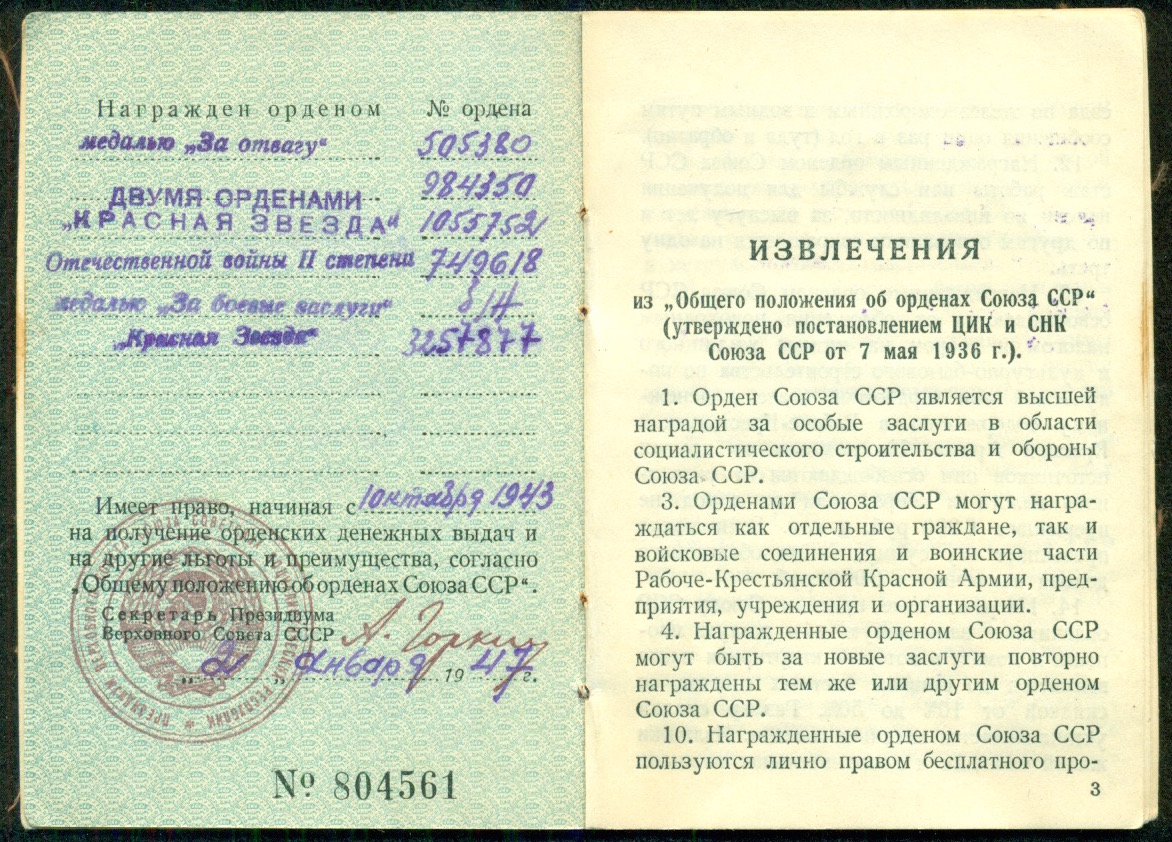 Награжден орденом № ордена
медалью „За отвагу“ 505380
984350
ДВУМЯ ОРДЕНАМИ
„КРАСНАЯ ЗВЕЗДА“ 1055752
Отечественной войны II степени 749618
медалью „За боевые заслуги“ б/н
„Красная Звезда“ 3257877
Имеет право, начиная с 1 октября 1943
на получение орденских денежных выдач и
на другие льготы и преимущества, согласно
„Общему положению об орденах Союза ССР“.
Секретарь Президиума
Верховного Совета СССР А. Горкин
января 1947 г.
№ 804561
ИЗВЛЕЧЕНИЯ
из „Общего положения об орденах Союза ССР“
(утверждено постановлением ЦИК и СНК
Союза ССР от 7 мая 1936 г.).
1. Орден Союза ССР является высшей
наградой за особые заслуги в области
социалистического строительства и обороны
Союза ССР.
3. Орденами Союза ССР могут награ-
ждаться как отдельные граждане, так и
войсковые соединения и воинские части
Рабоче-Крестьянской Красной Армии, пред-
приятия, учреждения и организации.
4. Награжденные орденом Союза ССР
могут быть за новые заслуги повторно
награждены тем же или другим орденом
Союза ССР.
10. Награжденные орденом Союза ССР
пользуются лично правом бесплатного про-
3